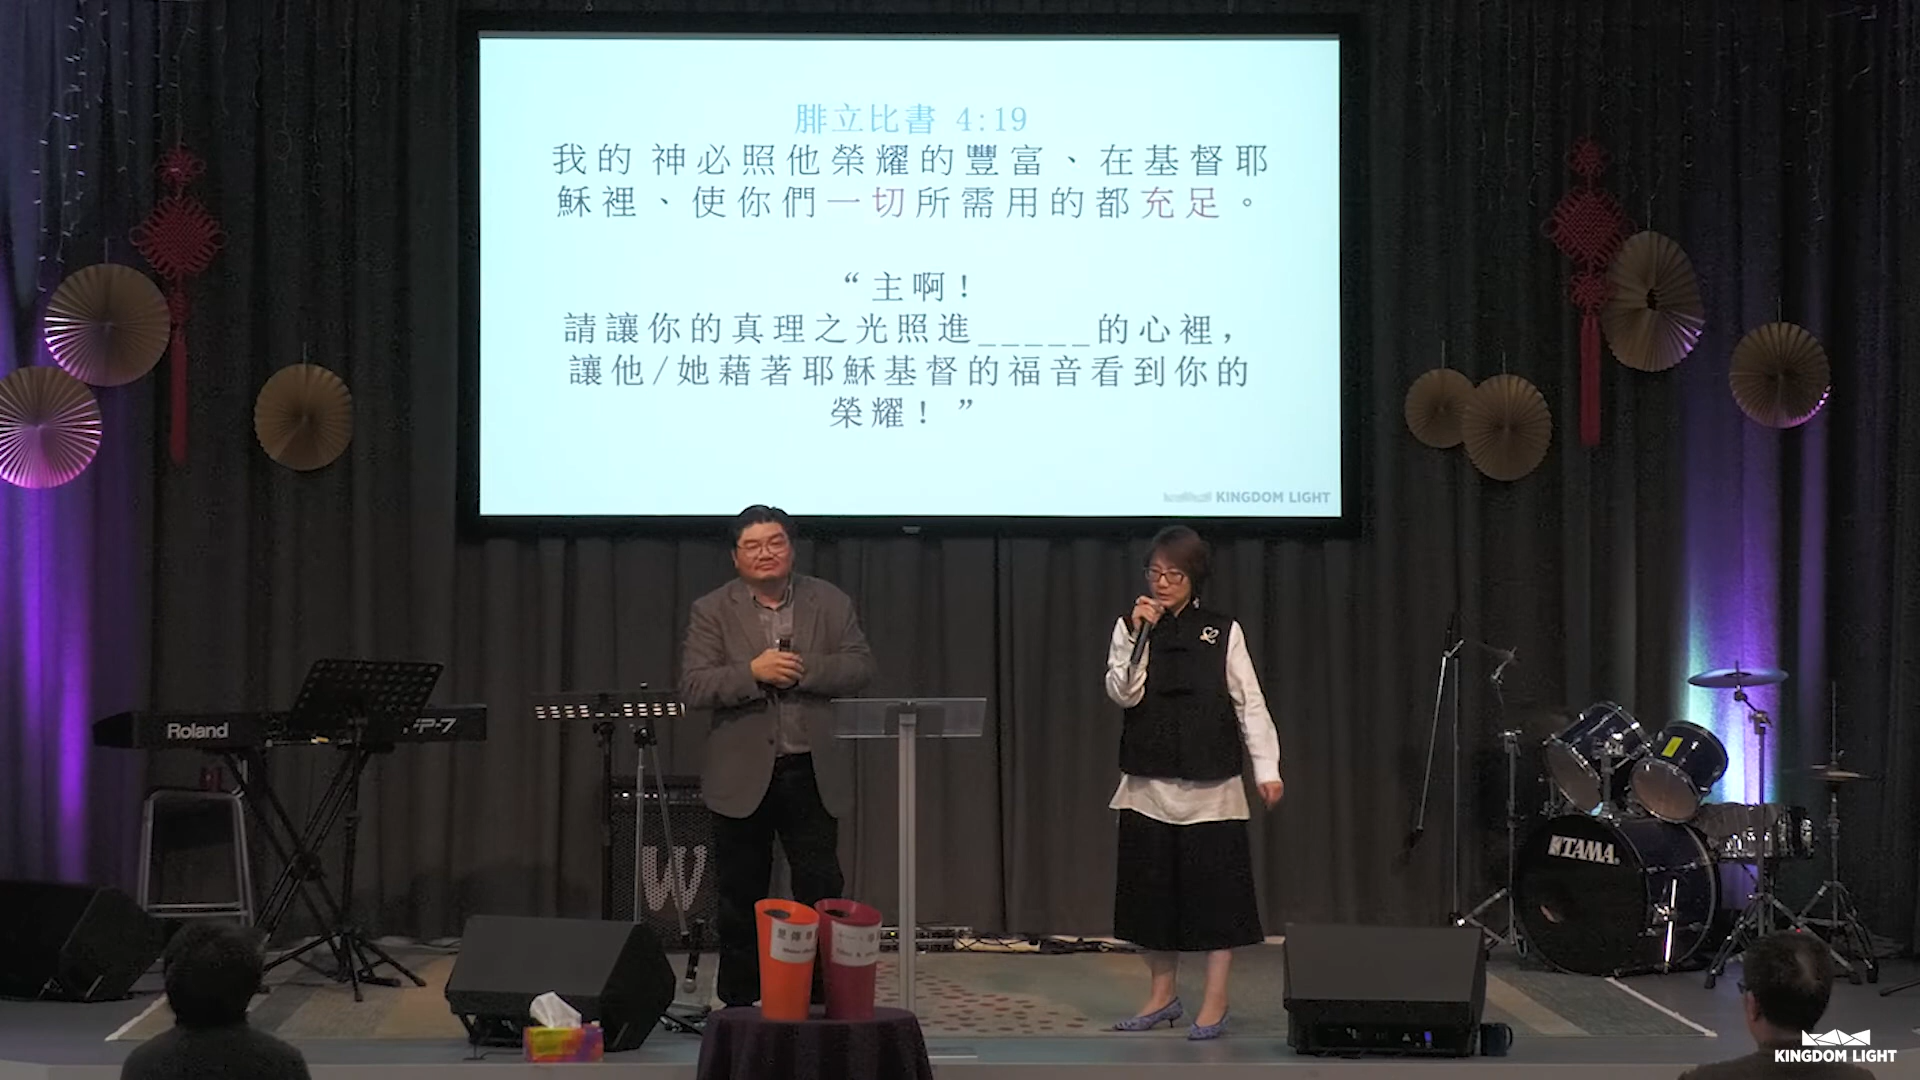 腓立比書 4:19
我的 神必照他榮耀的豐富、在基督耶
穌裡、使你們一切所需用的都充足。
“主啊！
請讓你的真理之光照進_____的心裡，
讓他/她藉著耶穌基督的福音看到你的
榮耀！”
KINGDOM LIGHT
Roland
W
TAMA
KINGDOM LIGHT